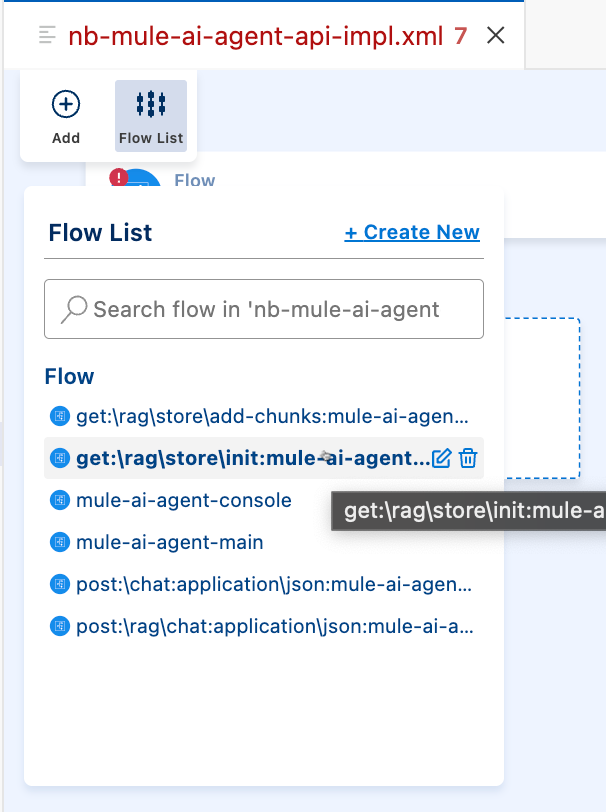 nb-mule-ai-agent-api-impl.xml 7
Add
Flow List
Flow
Flow List
+ Create New
Search flow in 'nb-mule-ai-agent
Flow
get:\rag\store\add-chunks:mule-ai-agen...
get:\rag\store\init:mule-ai-agent...
mule-ai-agent-console
get:\rag\store\init:mule-a
mule-ai-agent-main
post:\chat:application\json:mule-ai-agen...
post:\rag\chat:application\json:mule-ai-a...